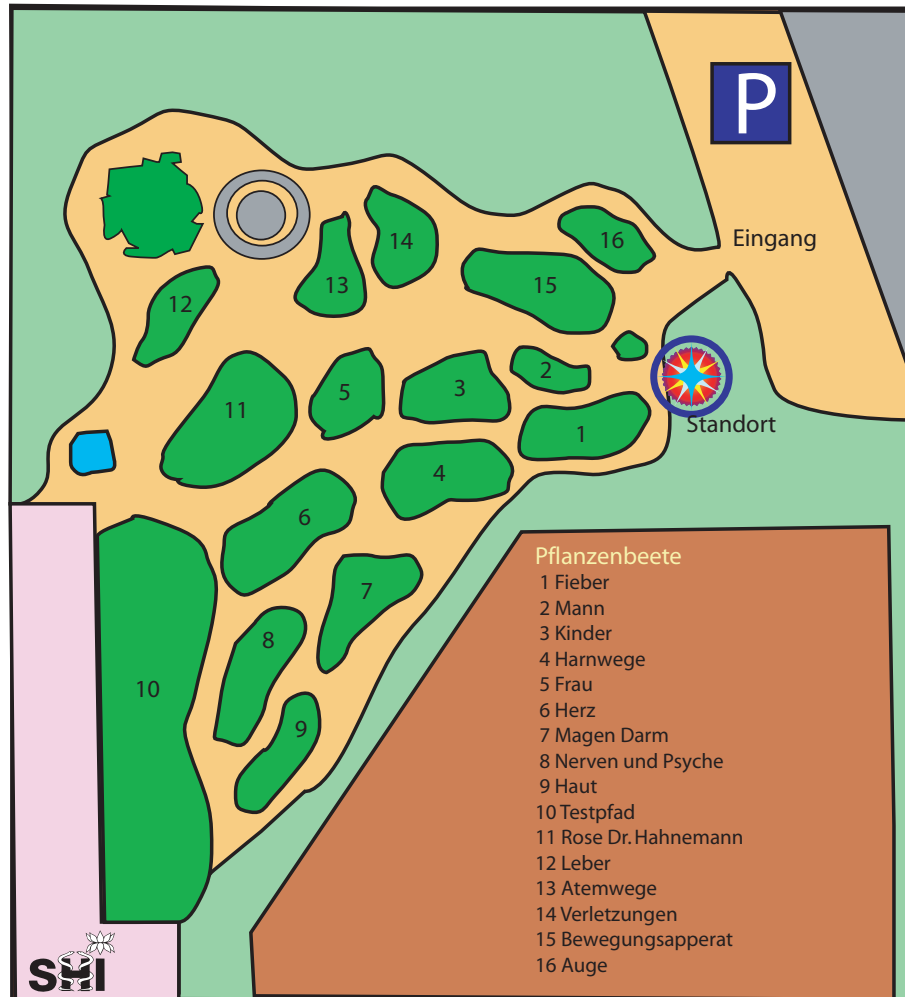 P
Eingang
16
14
15
13
12
2
5
3
11
1
Standort
4
6
7
8
10
9
Pflanzenbeete
1 Fieber
2 Mann
3 Kinder
4 Harnwege
5 Frau
6 Herz
7 Magen Darm
8 Nerven und Psyche
9 Haut
10 Testpfad
11 Rose Dr. Hahnemann
12 Leber
13 Atemwege
14 Verletzungen
15 Bewegungsapperat
16 Auge
SHI